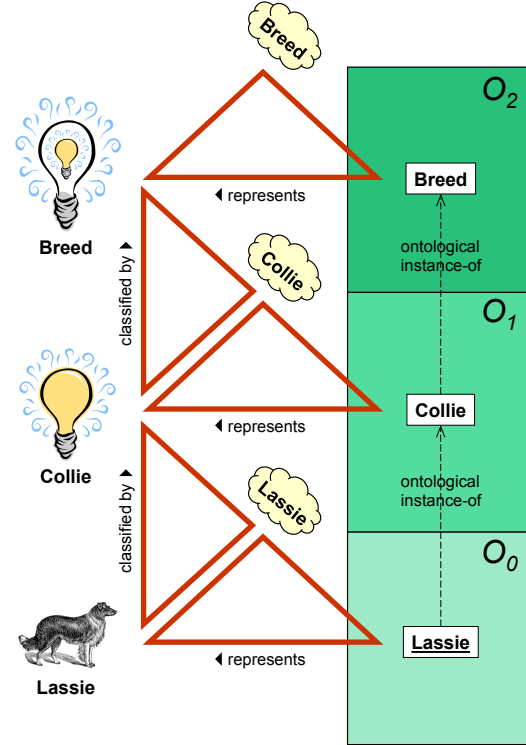 Breed
O2
Breed
◀ represents
Breed
ontological
instance-of
classified by ▶
Collie
O1
Collie
◀ represents
Collie
ontological
instance-of
classified by ▶
Lassie
O0
Lassie
◀ represents
Lassie